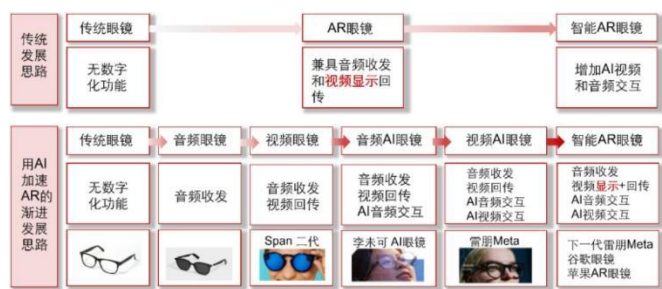 传统
发展
思路
传统眼镜
AR眼镜
智能AR眼镜
无数字
化功能
兼具音频收发
和视频显示回
传
增加AI视频
和音频交互
用AI
加速
AR的
渐进
发展
思路
传统眼镜
音频眼镜
视频眼镜
音频AI眼镜
视频AI眼镜
智能AR眼镜
无数字
化功能
音频收发
音频收发
视频回传
音频收发
视频回传
AI音频交互
音频收发
视频回传
AI音频交互
AI视频交互
音频收发
视频显示+回传
AI音频交互
AI视频交互
Span 二代
李未可 AI眼镜
雷朋Meta
下一代雷朋Meta
谷歌眼镜
苹果AR眼镜